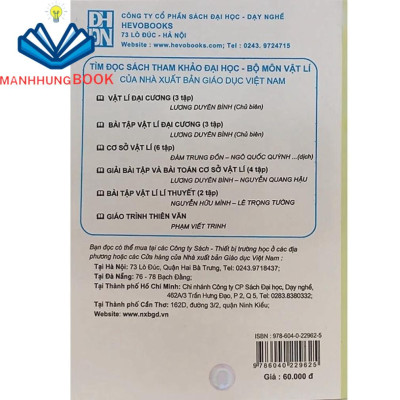 CÔNG TY CỔ PHẦN SÁCH ĐẠI HỌC - DẠY NGHỀ
HEVOBOOKS
73 LÒ ĐÚC - HÀ NỘI
www.hevobooks.com; Tel : 0243. 9724715
MANHHUNGBOOK
TÌM ĐỌC SÁCH THAM KHẢO ĐẠI HỌC - BỘ MÔN VẬT LÍ
CỦA NHÀ XUẤT BẢN GIÁO DỤC VIỆT NAM
VẬT LÍ ĐẠI CƯƠNG (3 tập)
LƯƠNG DUYÊN BÌNH (Chủ biên)
BÀI TẬP VẬT LÍ ĐẠI CƯƠNG (3 tập)
LƯƠNG DUYÊN BÌNH (Chủ biên)
CƠ SỞ VẬT LÍ (6 tập)
ĐÀM TRUNG ĐỒN – NGÔ QUỐC QUÝNH ...(dịch)
GIẢI BÀI TẬP VÀ BÀI TOÁN CƠ SỞ VẬT LÍ (4 tập)
LƯƠNG DUYÊN BÌNH – NGUYỄN QUANG HẬU
BÀI TẬP VẬT LÍ LÍ THUYẾT (2 tập)
NGUYỄN HỮU MÌNH – LÊ TRỌNG TƯỜNG
GIÁO TRÌNH THIÊN VĂN
PHẠM VIẾT TRINH
Bạn đọc có thể mua tại các Công ty Sách - Thiết bị trường học ở các địa
phương hoặc các Cửa hàng của Nhà xuất bản Giáo dục Việt Nam :
Tại Hà Nội: 73 Lò Đúc, Quận Hai Bà Trưng, Tel: 0243.9718437;
Tại Đà Nẵng: 76 - 78 Bạch Đằng;
Tại Thành phố Hồ Chí Minh: Chi nhánh Công ty CP Sách Đại học, Dạy nghề,
462A/3 Trần Hưng Đạo, P 2, Q 5, Tel: 0283.8380332;
Tại Thành phố Cần Thơ: 162D, đường 3/2, quận Ninh Kiều;
Website: www.nxbgd.vn
ISBN : 978-604-0-22962-5
9 786040 229625
Giá : 60.000 đ